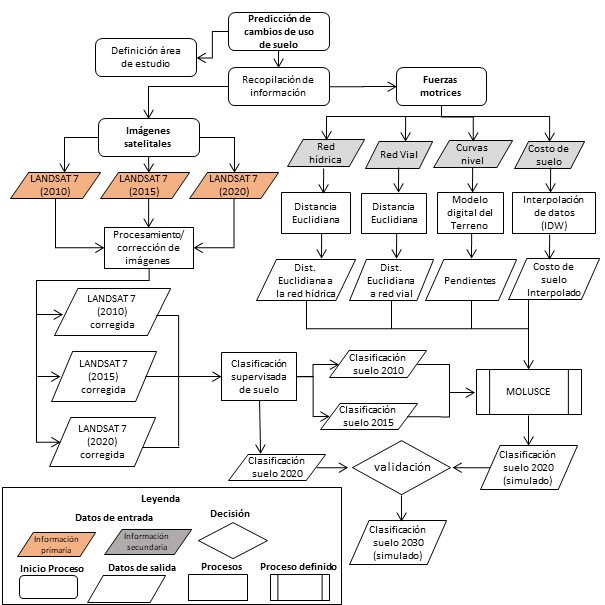 Predicción de
cambios de uso
de suelo
Definición área
de estudio
Recopilación de
información
Fuerzas
motrices
Imágenes
satelitales
Red
hídrica
Red Vial
Curvas
nivel
Costo de
suelo
LANDSAT 7
(2010)
LANDSAT 7
(2015)
LANDSAT 7
(2020)
Distancia
Euclidiana
Distancia
Euclidiana
Modelo
digital del
Terreno
Interpolación
de datos
(IDW)
Procesamiento/
corrección de
imágenes
Dist.
Euclidiana a
la red hídrica
Dist.
Euclidiana
a red vial
Pendientes
Costo de
suelo
Interpolado
LANDSAT 7
(2010)
corregida
LANDSAT 7
(2015)
corregida
LANDSAT 7
(2020)
corregida
Clasificación
supervisada
de suelo
Clasificación
suelo 2010
Clasificación
suelo 2015
MOLUSCE
Clasificación
suelo 2020
validación
Clasificación
suelo 2020
(simulado)
Clasificación
suelo 2030
(simulado)
Leyenda
Datos de entrada
Decisión
Información
primaria
Información
secundaria
Inicio Proceso
Datos de salida
Procesos
Proceso definido